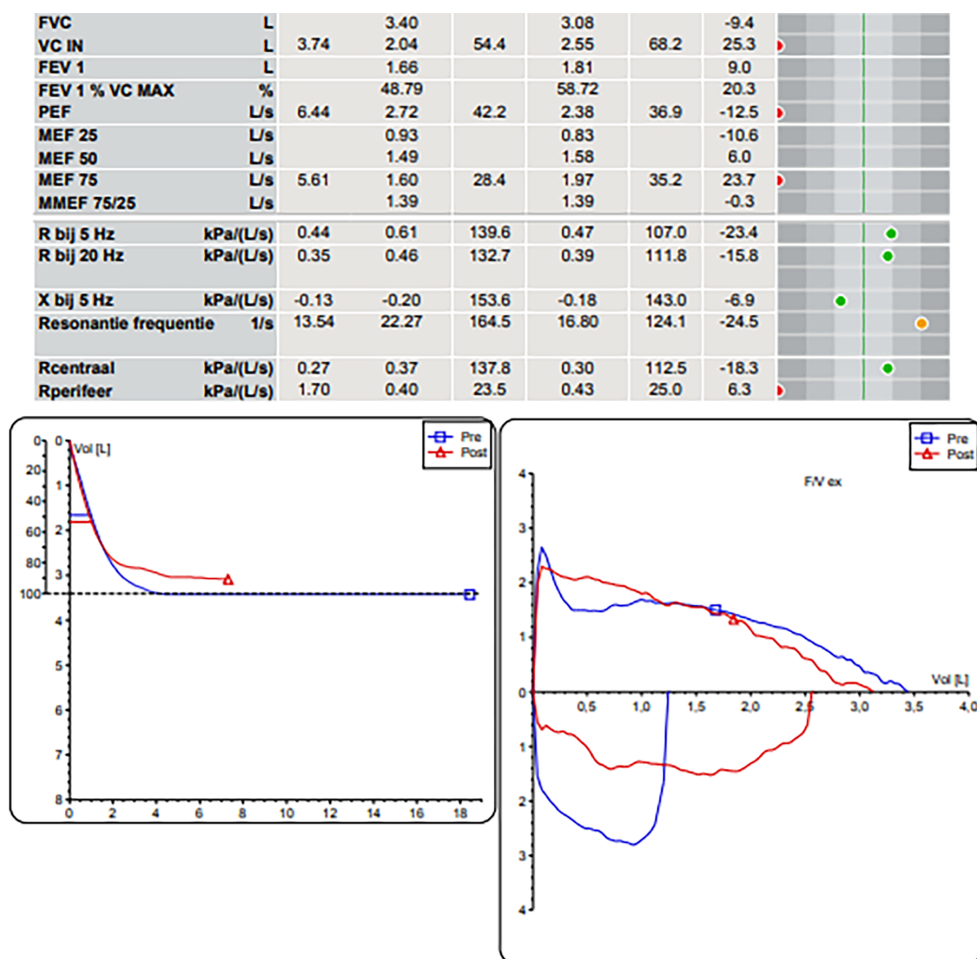 FVC L 3.40 3.08 -9.4
VC IN L 3.74 2.04 54.4 2.55 68.2 25.3
FEV 1 L 1.66 1.81 9.0
FEV 1 % VC MAX % 48.79 58.72 20.3
PEF L/s 6.44 2.72 42.2 2.38 36.9 -12.5
MEF 25 L/s 0.93 0.83 -10.6
MEF 50 L/s 1.49 1.58 6.0
MEF 75 L/s 5.61 1.60 28.4 1.97 35.2 23.7
MMEF 75/25 L/s 1.39 1.39 -0.3
R bij 5 Hz kPa/(L/s) 0.44 0.61 139.6 0.47 107.0 -23.4
R bij 20 Hz kPa/(L/s) 0.35 0.46 132.7 0.39 111.8 -15.8
X bij 5 Hz kPa/(L/s) -0.13 -0.20 153.6 -0.18 143.0 -6.9
Resonantie frequentie 1/s 13.54 22.27 164.5 16.80 124.1 -24.5
Rcentraal kPa/(L/s) 0.27 0.37 137.8 0.30 112.5 -18.3
Rperifeer kPa/(L/s) 1.70 0.40 23.5 0.43 25.0 6.3
Pre
Post
0 0 Vol [L]
20 1
40
60 2
80 3
100
4
5
6
7
8
0 2 4 6 8 10 12 14 16 18
Pre
Post
F/V ex
4
3
2
1
0
Vol [L]
0,5 1,0 1,5 2,0 2,5 3,0 3,5 4,0
1
2
3
4